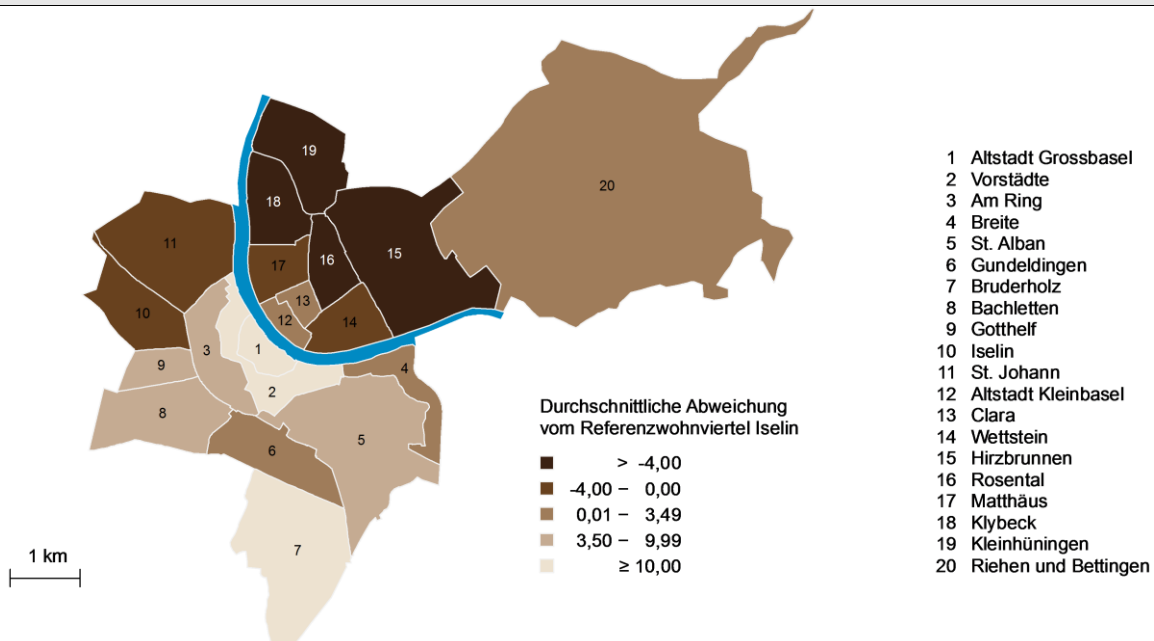 19
18
20
11
15
17
16
13
10
12
14
1
3
4
9
2
8
5
6
7
1 km
Durchschnittliche Abweichung
vom Referenzwohnviertel Iselin
> -4,00
-4,00 – 0,00
0,01 – 3,49
3,50 – 9,99
≥ 10,00
1 Altstadt Grossbasel
2 Vorstädte
3 Am Ring
4 Breite
5 St. Alban
6 Gundeldingen
7 Bruderholz
8 Bachletten
9 Gotthelf
10 Iselin
11 St. Johann
12 Altstadt Kleinbasel
13 Clara
14 Wettstein
15 Hirzbrunnen
16 Rosental
17 Matthäus
18 Klybeck
19 Kleinhüningen
20 Riehen und Bettingen